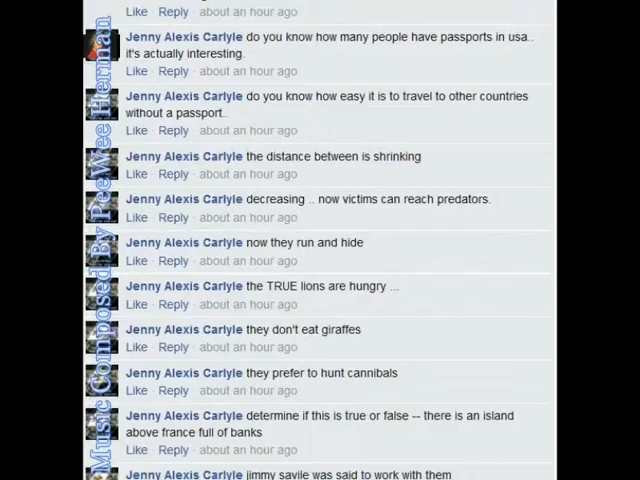 an hour ago
Like · Reply · about an hour ago
Jenny Alexis Carlyle do you know how many people have passports in usa..
it's actually interesting.
Like · Reply · about an hour ago
Jenny Alexis Carlyle do you know how easy it is to travel to other countries
without a passport..
Like · Reply · about an hour ago
Jenny Alexis Carlyle the distance between is shrinking
Like · Reply · about an hour ago
Jenny Alexis Carlyle decreasing .. now victims can reach predators.
Like · Reply · about an hour ago
Jenny Alexis Carlyle now they run and hide
Like · Reply · about an hour ago
Jenny Alexis Carlyle the TRUE lions are hungry ...
Like · Reply · about an hour ago
Jenny Alexis Carlyle they don't eat giraffes
Like · Reply · about an hour ago
Jenny Alexis Carlyle they prefer to hunt cannibals
Like · Reply · about an hour ago
Jenny Alexis Carlyle determine if this is true or false -- there is an island
above france full of banks
Like · Reply · about an hour ago
Jenny Alexis Carlyle jimmy savile was said to work with them
Music Composed By PeeWee Herman